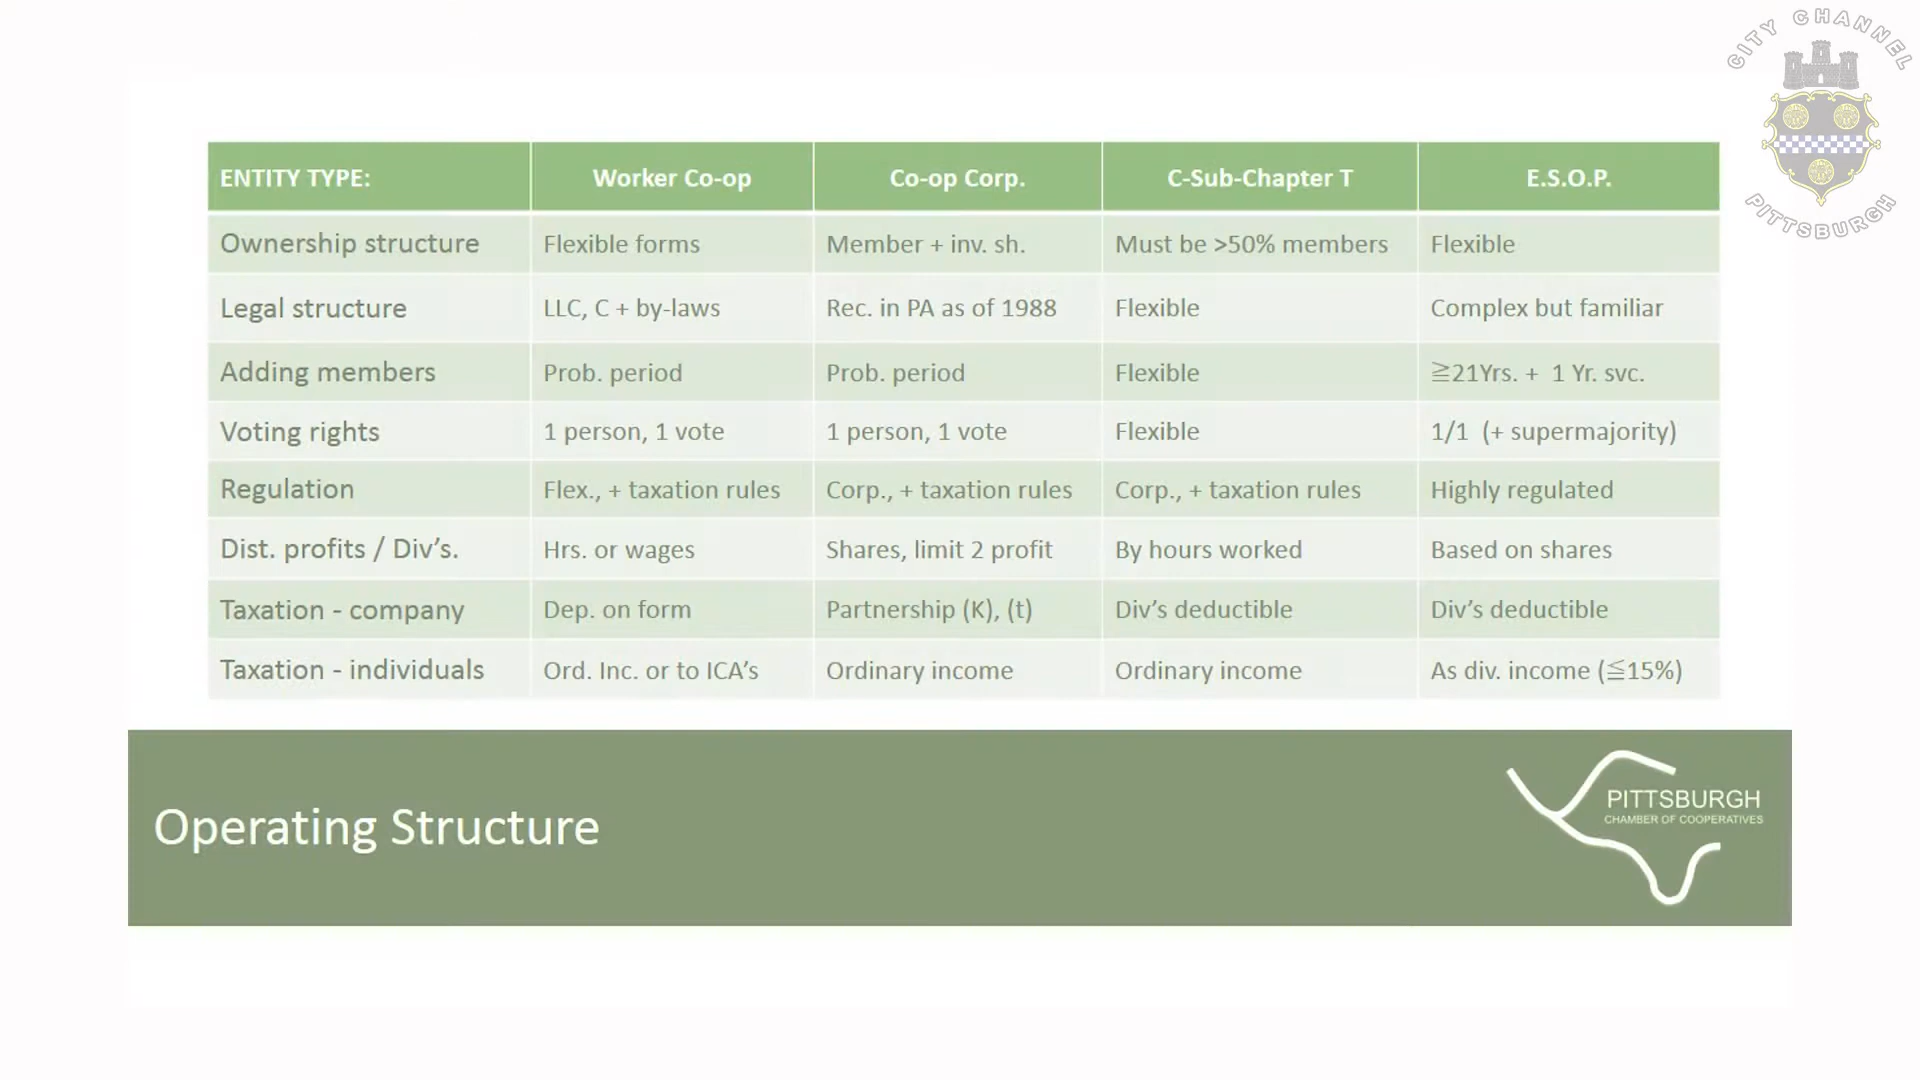 CITY CHANNEL
PITTSBURGH
ENTITY TYPE: Worker Co-op Co-op Corp. C-Sub-Chapter T E.S.O.P.
Ownership structure Flexible forms Member + inv. sh. Must be >50% members Flexible
Legal structure LLC, C + by-laws Rec. in PA as of 1988 Flexible Complex but familiar
Adding members Prob. period Prob. period Flexible ≧21Yrs. + 1 Yr. svc.
Voting rights 1 person, 1 vote 1 person, 1 vote Flexible 1/1 (+ supermajority)
Regulation Flex., + taxation rules Corp., + taxation rules Corp., + taxation rules Highly regulated
Dist. profits / Div’s. Hrs. or wages Shares, limit 2 profit By hours worked Based on shares
Taxation - company Dep. on form Partnership (K), (t) Div’s deductible Div’s deductible
Taxation - individuals Ord. Inc. or to ICA’s Ordinary income Ordinary income As div. income (≦15%)
Operating Structure
PITTSBURGH
CHAMBER OF COOPERATIVES